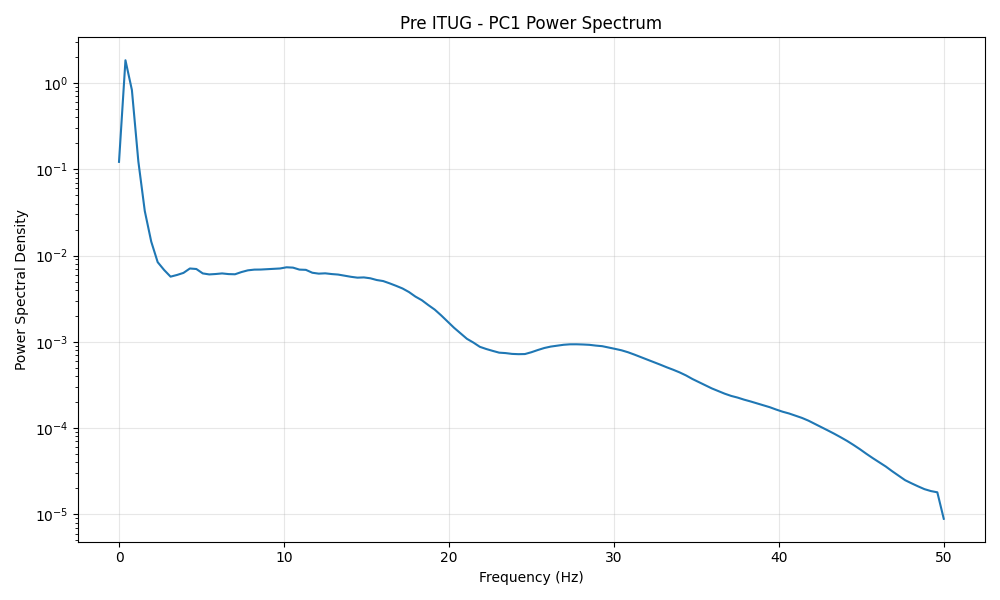 Pre ITUG - PC1 Power Spectrum
Power Spectral Density
10⁰
10⁻¹
10⁻²
10⁻³
10⁻⁴
10⁻⁵
0 10 20 30 40 50
Frequency (Hz)